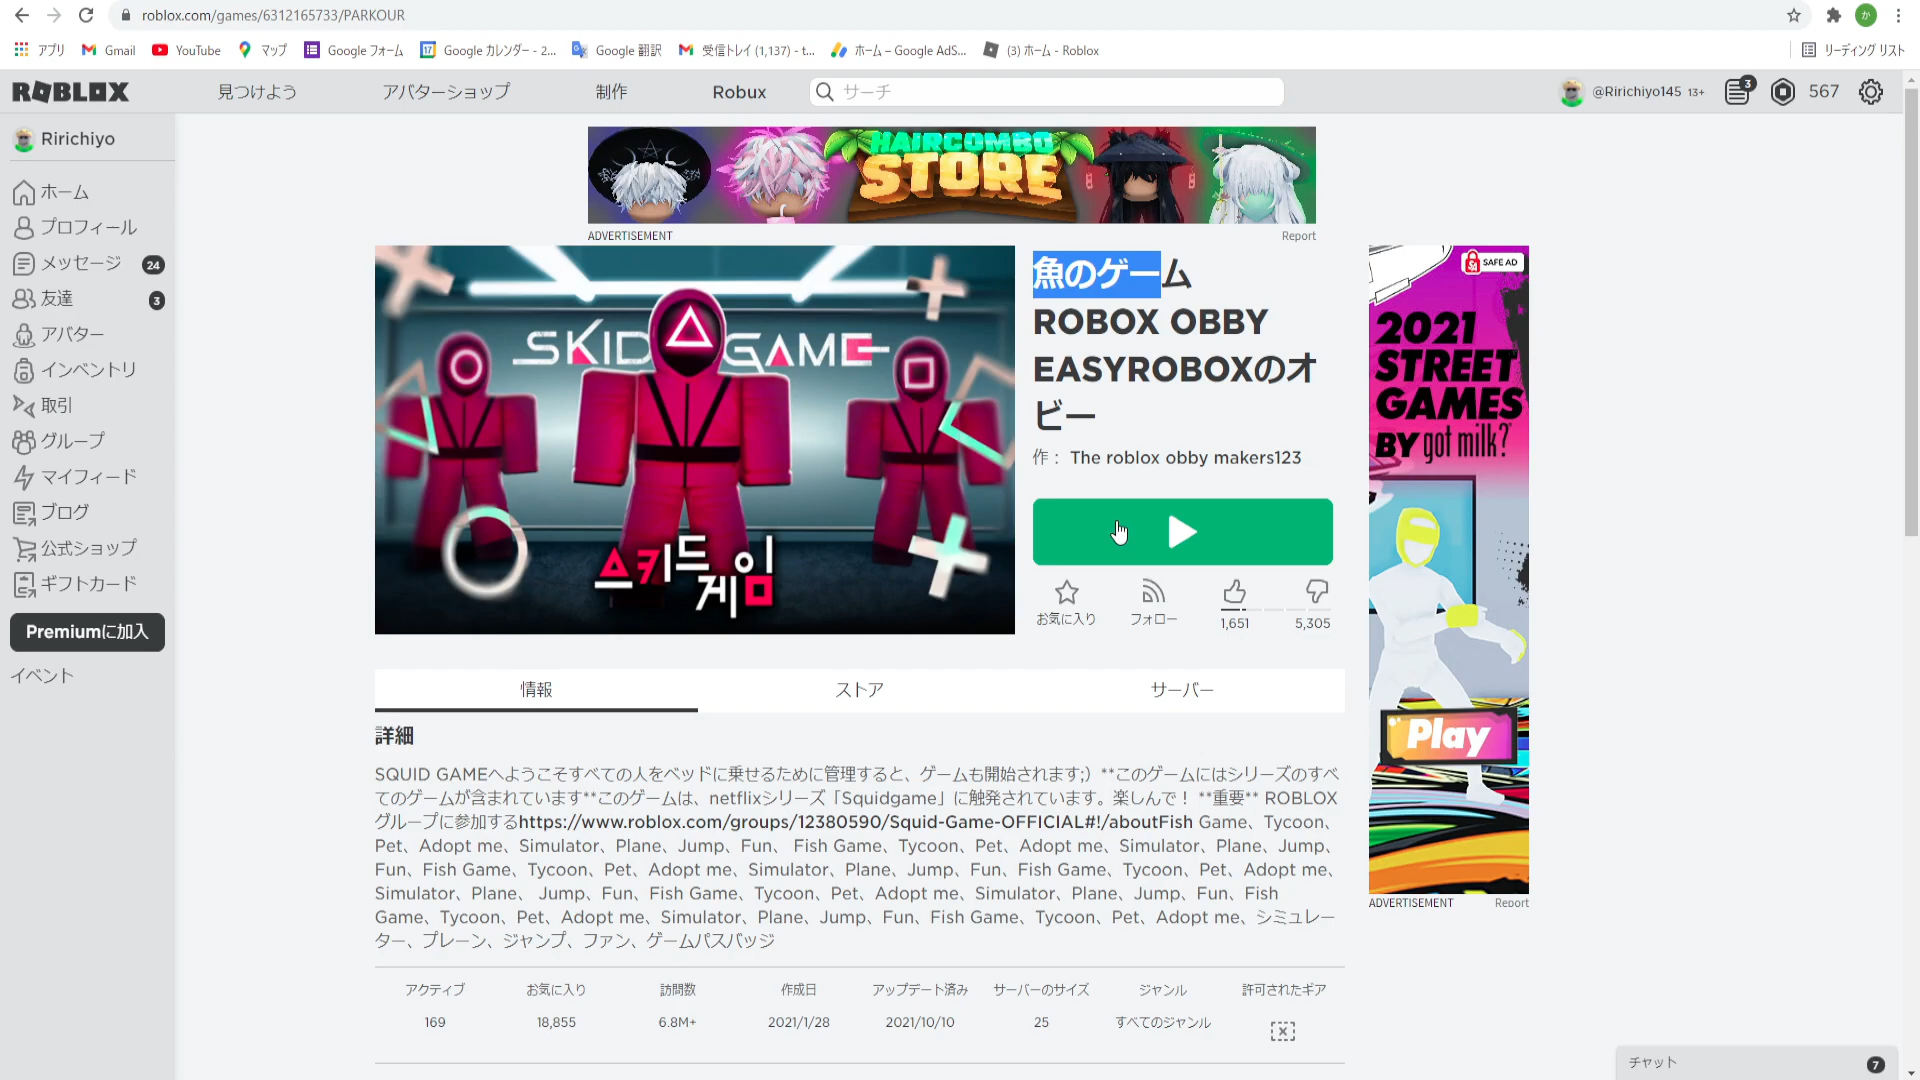 roblox.com/games/6312165733/PARKOUR
か
アプリ
Gmail
YouTube
マップ
Google フォーム
17
Google カレンダー - 2...
Google 翻訳
受信トレイ (1,137) - t...
ホーム – Google AdS...
(3) ホーム - Roblox
リーディング リスト
ROBLOX
見つけよう
アバターショップ
制作
Robux
サーチ
@Ririchiyo145 13+
3
567
Ririchiyo
ホーム
プロフィール
メッセージ
24
友達
3
アバター
インベントリ
取引
グループ
マイフィード
ブログ
公式ショップ
ギフトカード
Premiumに加入
イベント
HAIRCOMBO
STORE
ADVERTISEMENT
Report
SKID GAME
스키드
게임
魚のゲーム
ROBOX OBBY
EASYROBOXのオ
ビー
作： The roblox obby makers123
お気に入り
フォロー
1,651
5,305
SAFE AD
2021
STREET
GAMES
BY got milk?
Play
ADVERTISEMENT
Report
情報
ストア
サーバー
詳細
SQUID GAMEへようこそすべての人をベッドに乗せるために管理すると、ゲームも開始されます;）**このゲームにはシリーズのすべ
てのゲームが含まれています**このゲームは、netflixシリーズ「Squidgame」に触発されています。楽しんで！ **重要** ROBLOX
グループに参加するhttps://www.roblox.com/groups/12380590/Squid-Game-OFFICIAL#!/aboutFish Game、Tycoon、
Pet、Adopt me、Simulator、Plane、Jump、Fun、 Fish Game、Tycoon、Pet、Adopt me、Simulator、Plane、Jump、
Fun、Fish Game、Tycoon、Pet、Adopt me、Simulator、Plane、Jump、Fun、Fish Game、Tycoon、Pet、Adopt me、
Simulator、Plane、 Jump、Fun、Fish Game、Tycoon、Pet、Adopt me、Simulator、Plane、Jump、Fun、Fish
Game、Tycoon、Pet、Adopt me、Simulator、Plane、Jump、Fun、Fish Game、Tycoon、Pet、Adopt me、シミュレー
ター、プレーン、ジャンプ、ファン、ゲームパスバッジ
アクティブ
お気に入り
訪問数
作成日
アップデート済み
サーバーのサイズ
ジャンル
許可されたギア
169
18,855
6.8M+
2021/1/28
2021/10/10
25
すべてのジャンル
チャット
7